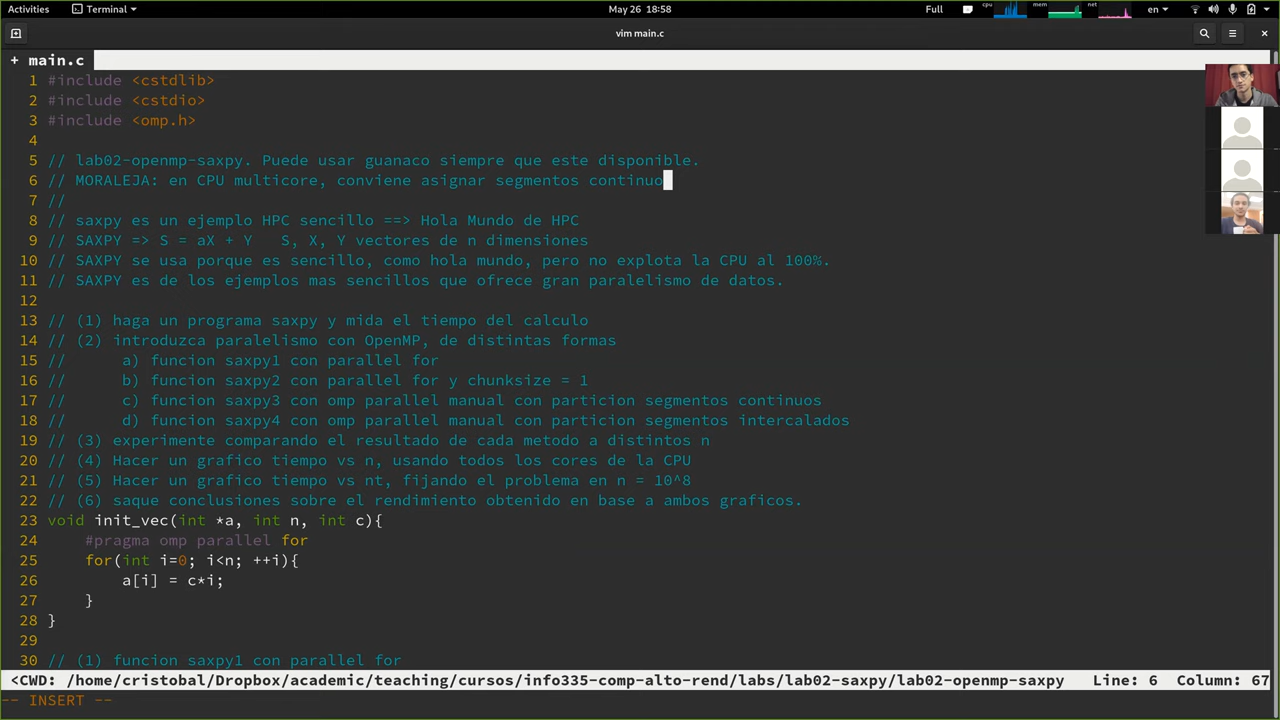 Activities Terminal May 26 18:58 Full cpu mem net en
vim main.c
+ main.c
1 #include <cstdlib>
2 #include <cstdio>
3 #include <omp.h>
4
5 // lab02-openmp-saxpy. Puede usar guanaco siempre que este disponible.
6 // MORALEJA: en CPU multicore, conviene asignar segmentos continuo
7 //
8 // saxpy es un ejemplo HPC sencillo ==> Hola Mundo de HPC
9 // SAXPY => S = aX + Y   S, X, Y vectores de n dimensiones
10 // SAXPY se usa porque es sencillo, como hola mundo, pero no explota la CPU al 100%.
11 // SAXPY es de los ejemplos mas sencillos que ofrece gran paralelismo de datos.
12
13 // (1) haga un programa saxpy y mida el tiempo del calculo
14 // (2) introduzca paralelismo con OpenMP, de distintas formas
15 //      a) funcion saxpy1 con parallel for
16 //      b) funcion saxpy2 con parallel for y chunksize = 1
17 //      c) funcion saxpy3 con omp parallel manual con particion segmentos continuos
18 //      d) funcion saxpy4 con omp parallel manual con particion segmentos intercalados
19 // (3) experimente comparando el resultado de cada metodo a distintos n
20 // (4) Hacer un grafico tiempo vs n, usando todos los cores de la CPU
21 // (5) Hacer un grafico tiempo vs nt, fijando el problema en n = 10^8
22 // (6) saque conclusiones sobre el rendimiento obtenido en base a ambos graficos.
23 void init_vec(int *a, int n, int c){
24     #pragma omp parallel for
25     for(int i=0; i<n; ++i){
26         a[i] = c*i;
27     }
28 }
29
30 // (1) funcion saxpy1 con parallel for
<CWD: /home/cristobal/Dropbox/academic/teaching/cursos/info335-comp-alto-rend/labs/lab02-saxpy/lab02-openmp-saxpy   Line: 6  Column: 67
-- INSERT --